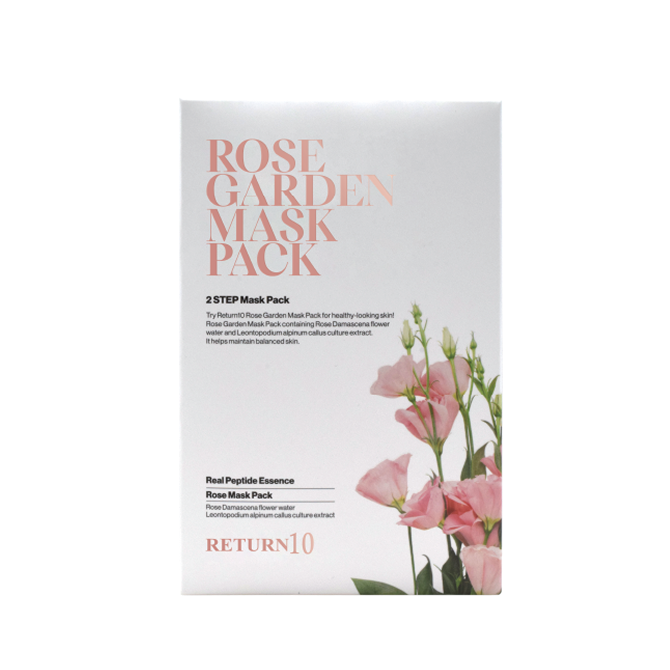 ROSE
GARDEN
MASK
PACK
2 STEP Mask Pack
Try Return10 Rose Garden Mask Pack for healthy-looking skin!
Rose Garden Mask Pack containing Rose Damascena flower
water and Leontopodium alpinum callus culture extract.
It helps maintain balanced skin.
Real Peptide Essence
Rose Mask Pack
Rose Damascena flower water
Leontopodium alpinum callus culture extract
RETURN10